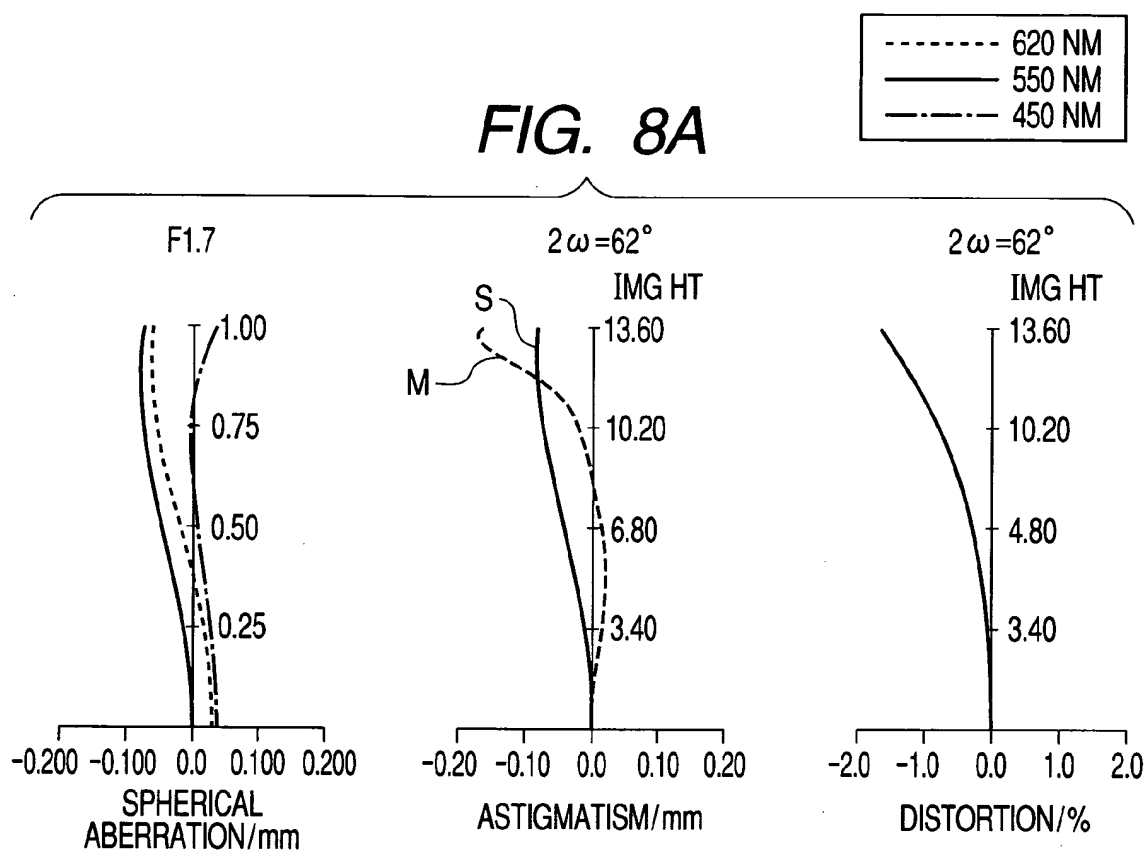 620 NM
550 NM
450 NM
FIG. 8A
F1.7
1.00
0.75
0.50
0.25
-0.200 -0.100 0.0 0.100 0.200
SPHERICAL
ABERRATION/mm
2ω=62°
IMG HT
S
M
13.60
10.20
6.80
3.40
-0.20 -0.10 0.0 0.10 0.20
ASTIGMATISM/mm
2ω=62°
IMG HT
13.60
10.20
4.80
3.40
-2.0 -1.0 0.0 1.0 2.0
DISTORTION/%